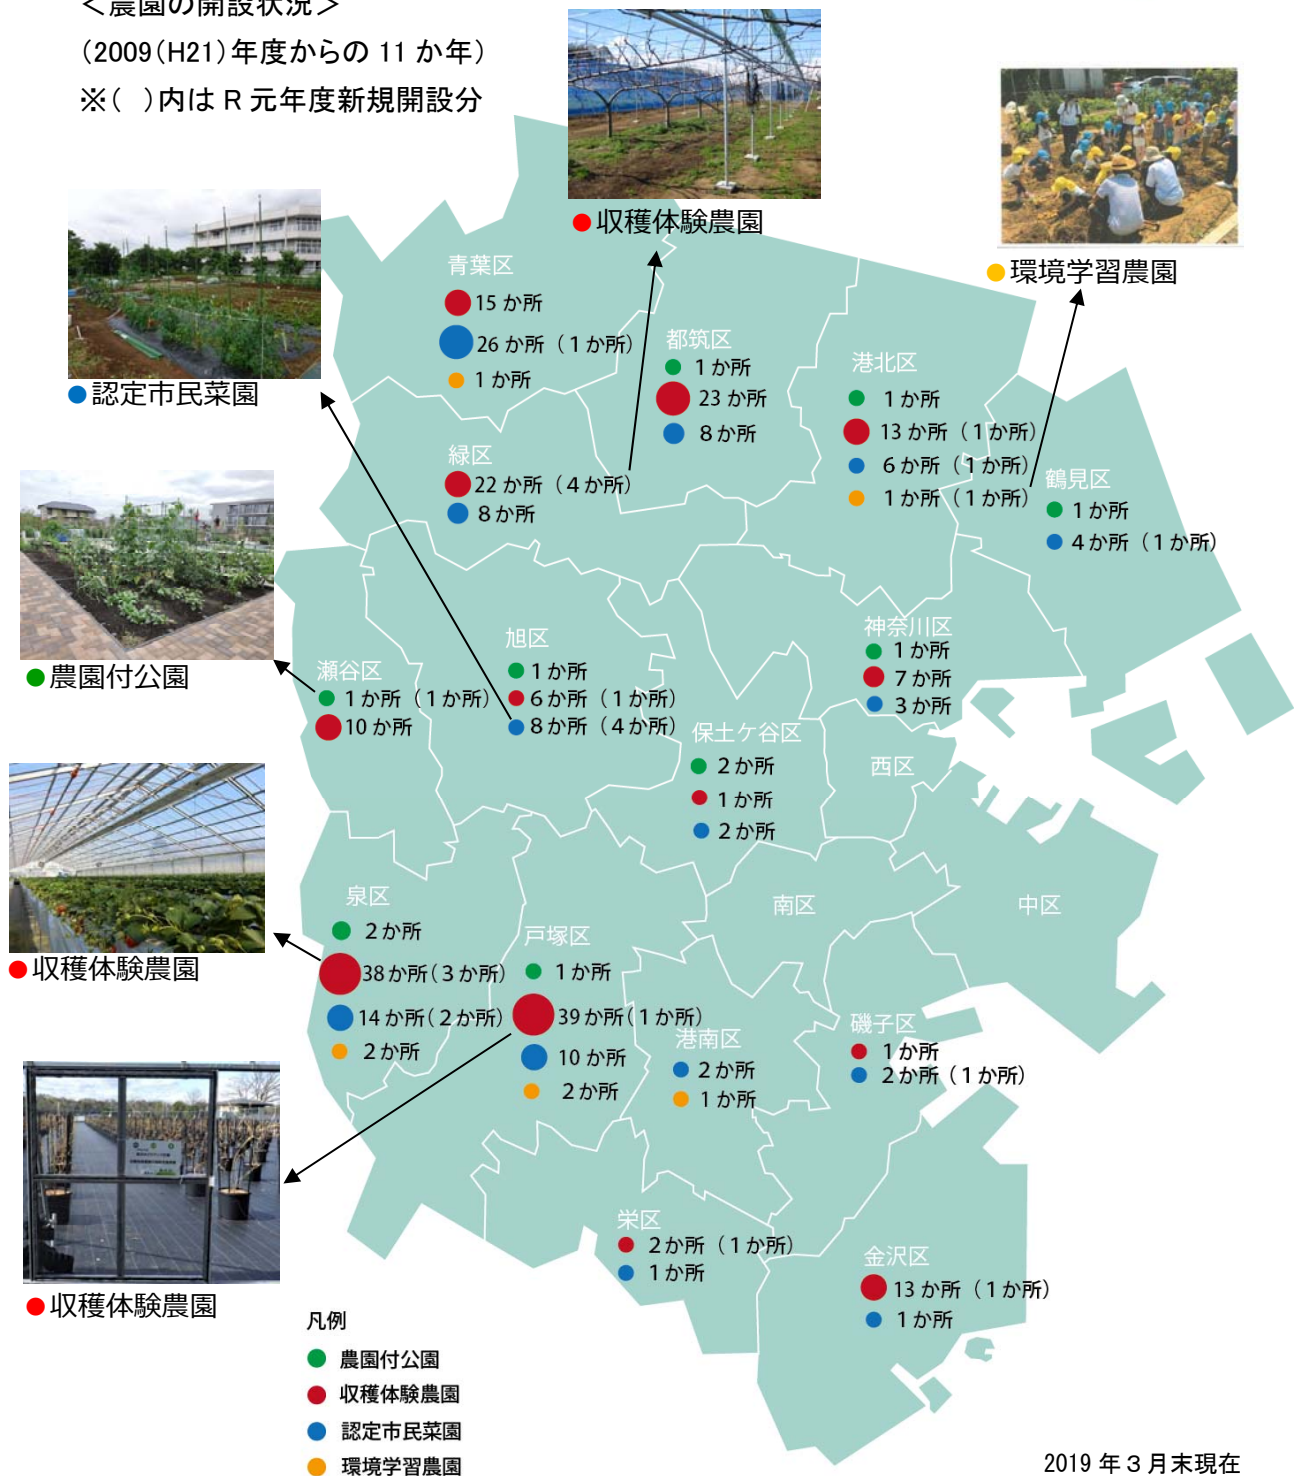 ＜農園の開設状況＞
(2009(H21)年度からの 11 か年)
※(　)内は R 元年度新規開設分
●収穫体験農園
●環境学習農園
●認定市民菜園
●農園付公園
●収穫体験農園
●収穫体験農園
青葉区
15 か所
26 か所（1か所）
1 か所
都筑区
1 か所
23 か所
8 か所
港北区
1 か所
13 か所（1か所）
6 か所（1か所）
1 か所（1か所）
鶴見区
1 か所
4 か所（1か所）
緑区
22 か所（4か所）
8 か所
旭区
1 か所
6 か所（1か所）
8 か所（4か所）
瀬谷区
1 か所（1か所）
10 か所
神奈川区
1 か所
7 か所
3 か所
保土ケ谷区
2 か所
1 か所
2 か所
西区
南区
中区
泉区
2 か所
38 か所(3か所)
14 か所(2か所)
2 か所
戸塚区
1 か所
39 か所(1か所)
10 か所
2 か所
港南区
2 か所
1 か所
磯子区
1 か所
2 か所（1か所）
栄区
2 か所（1か所）
1 か所
金沢区
13 か所（1か所）
1 か所
凡例
農園付公園
収穫体験農園
認定市民菜園
環境学習農園
2019 年３月末現在